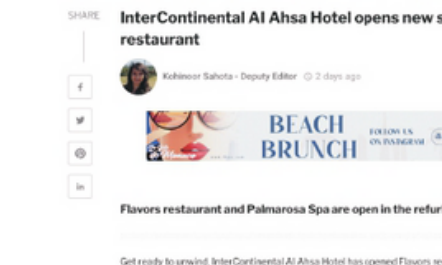 SHARE
InterContinental Al Ahsa Hotel opens new s
restaurant
Kohinoor Sahota - Deputy Editor 2 days ago
f
BEACH
BRUNCH
FOLLOW US
ON INSTAGRAM
in
Flavors restaurant and Palmarosa Spa are open in the refur
Get ready to unwind. InterContinental Al Ahsa Hotel has opened Flavors re